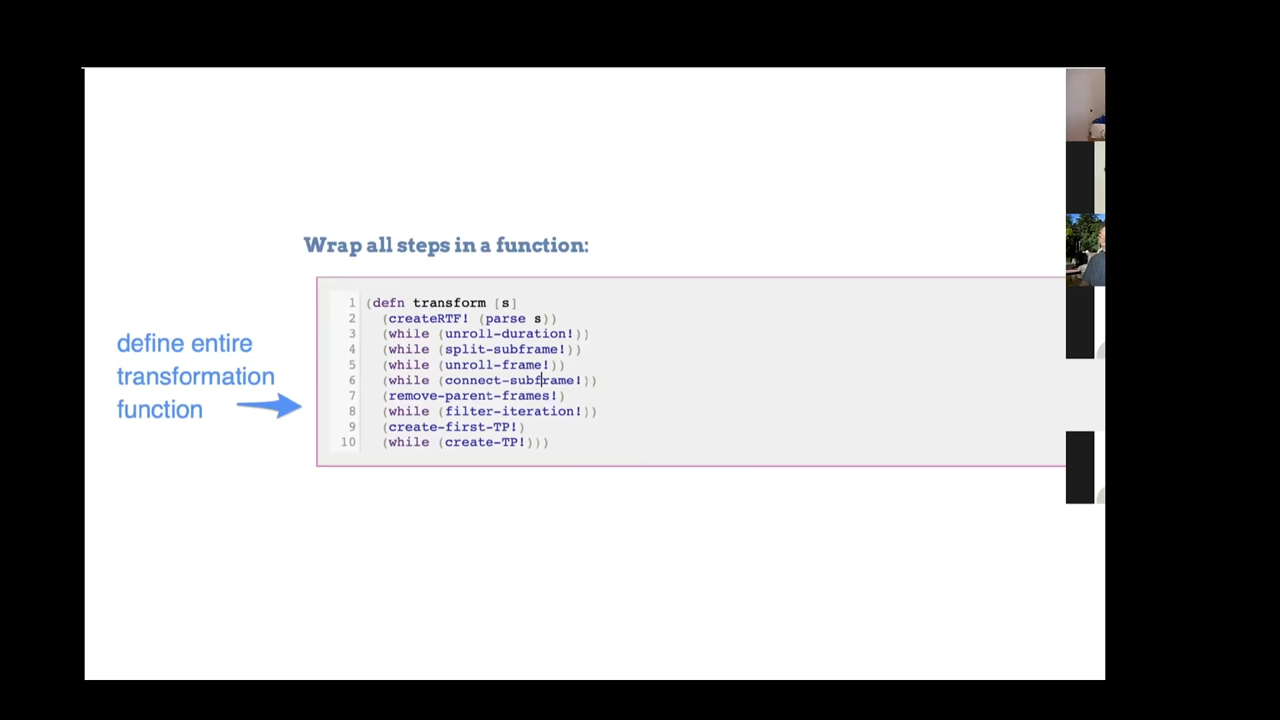 Wrap all steps in a function:
define entire
transformation
function
1 (defn transform [s]
2 (createRTF! (parse s))
3 (while (unroll-duration!))
4 (while (split-subframe!))
5 (while (unroll-frame!))
6 (while (connect-subframe!))
7 (remove-parent-frames!)
8 (while (filter-iteration!))
9 (create-first-TP!)
10 (while (create-TP!)))